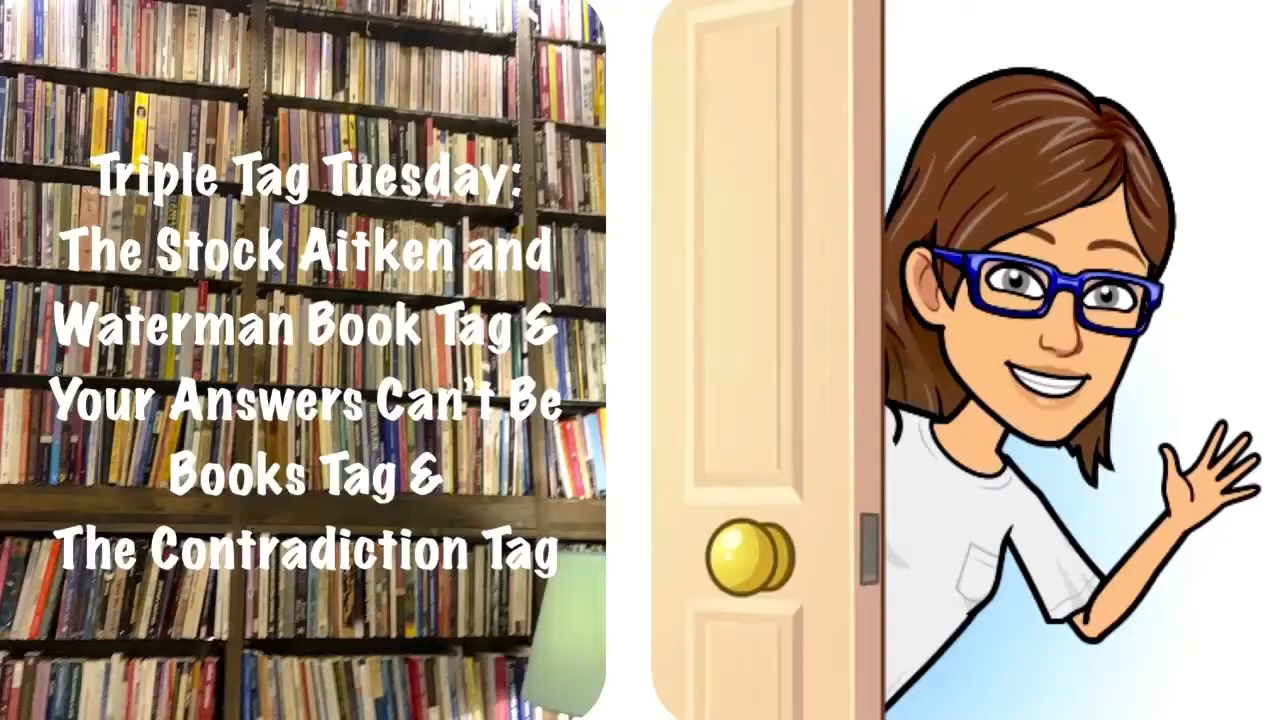 Triple Tag Tuesday:
The Stock Aitken and
Waterman Book Tag &
Your Answers Can't Be
Books Tag &
The Contradiction Tag